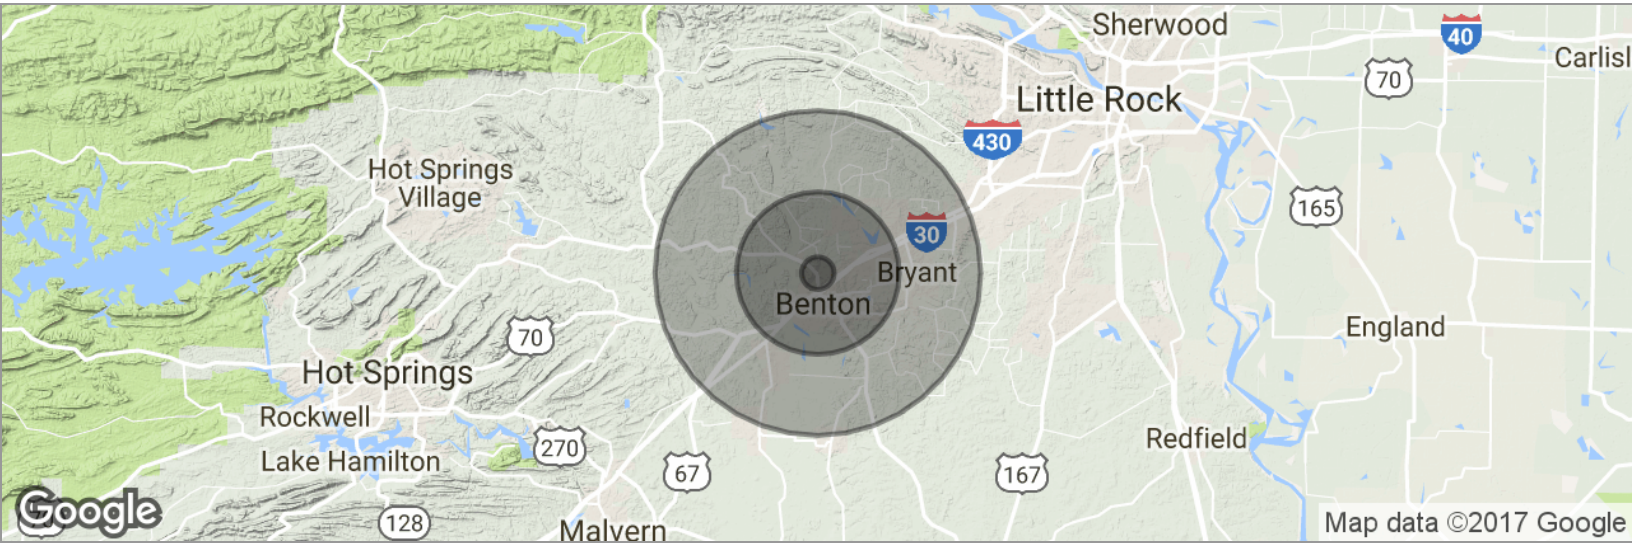 Sherwood
40
Carlisl
70
Little Rock
430
Hot Springs
Village
165
30
Bryant
Benton
England
70
Hot Springs
Rockwell
Redfield
270
Lake Hamilton
67
167
Google
128
Malvern
Map data ©2017 Google